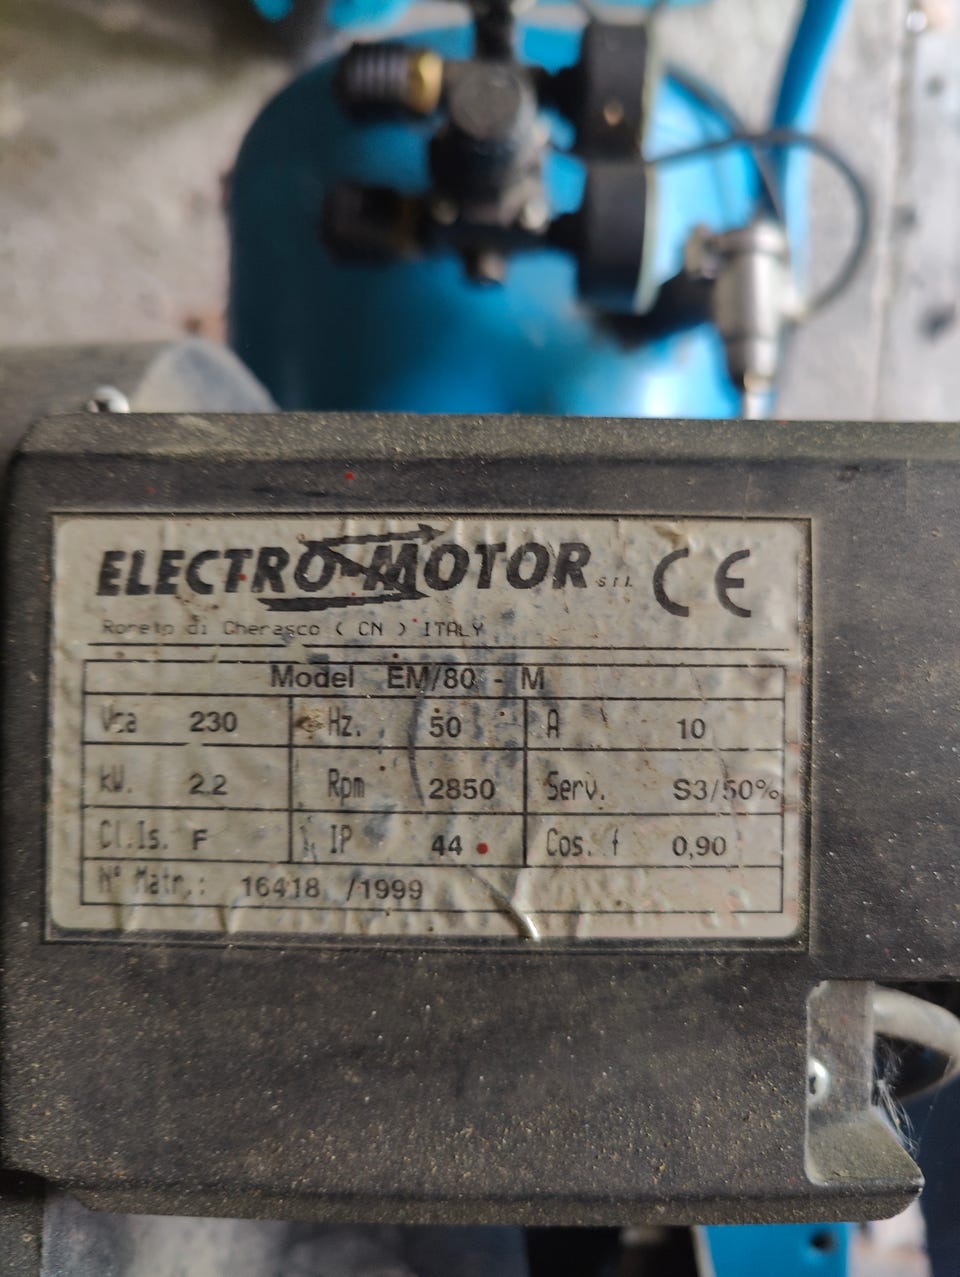 ELECTRO-MOTOR s.r.l. CE
Roreto di Cherasco ( CN ) ITALY
Model EM/80 - M
Vca 230 Hz. 50 A 10
kW. 2.2 Rpm 2850 Serv. S3/50%
Cl.Is. F IP 44 Cos. f 0,90
N° Matr.: 16418 /1999